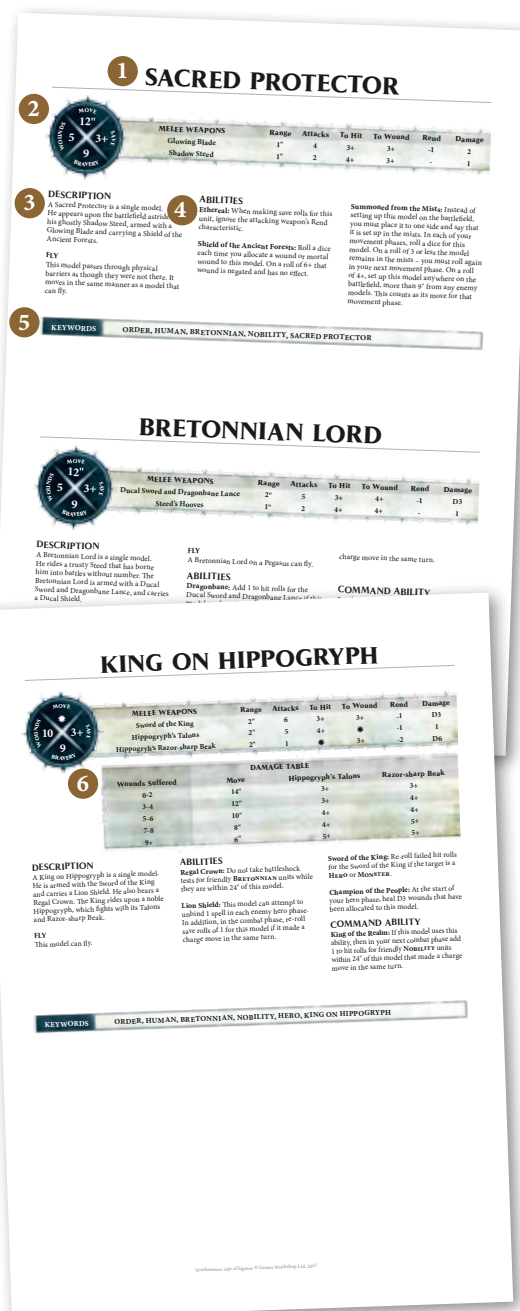 1 SACRED PROTECTOR
2
MOVE
12"
WOUNDS 5 3+ SAVE
9
BRAVERY
MELEE WEAPONS Range Attacks To Hit To Wound Rend Damage
Glowing Blade 1" 4 3+ 3+ -1 2
Shadow Steed 1" 2 4+ 3+ - 1
3 DESCRIPTION
A Sacred Protector is a single model.
He appears upon the battlefield astride
his ghostly Shadow Steed, armed with a
Glowing Blade and carrying a Shield of the
Ancient Forests.
FLY
This model passes through physical
barriers as though they were not there. It
moves in the same manner as a model that
can fly.
4 ABILITIES
Ethereal: When making save rolls for this
unit, ignore the attacking weapon's Rend
characteristic.
Shield of the Ancient Forests: Roll a dice
each time you allocate a wound or mortal
wound to this model. On a roll of 6+ that
wound is negated and has no effect.
Summoned from the Mists: Instead of
setting up this model on the battlefield,
you must place it to one side and say that
it is set up in the mists. In each of your
movement phases, roll a dice for this
model. On a roll of 3 or less the model
remains in the mists – you must roll again
in your next movement phase. On a roll
of 4+, set up this model anywhere on the
battlefield, more than 9" from any enemy
models. This counts as its move for that
movement phase.
5 KEYWORDS ORDER, HUMAN, BRETONNIAN, NOBILITY, SACRED PROTECTOR
BRETONNIAN LORD
MOVE
12"
WOUNDS 5 3+ SAVE
9
BRAVERY
MELEE WEAPONS Range Attacks To Hit To Wound Rend Damage
Ducal Sword and Dragonbane Lance 2" 5 3+ 4+ -1 D3
Steed's Hooves 1" 2 4+ 4+ - 1
DESCRIPTION
A Bretonnian Lord is a single model.
He rides a trusty Steed that has borne
him into battles without number. The
Bretonnian Lord is armed with a Ducal
Sword and Dragonbane Lance, and carries
a Ducal Shield.
FLY
A Bretonnian Lord on a Pegasus can fly.
ABILITIES
Dragonbane: Add 1 to hit rolls for the
Ducal Sword and Dragonbane Lance if this
charge move in the same turn.
COMMAND ABILITY
KING ON HIPPOGRYPH
MOVE
✹
WOUNDS 10 3+ SAVE
9
BRAVERY
MELEE WEAPONS Range Attacks To Hit To Wound Rend Damage
Sword of the King 2" 6 3+ 3+ -1 D3
Hippogryph's Talons 2" 5 4+ ✹ -1 1
Hippogryh's Razor-sharp Beak 2" 1 ✹ 3+ -2 D6
6 DAMAGE TABLE
Wounds Suffered Move Hippogryph's Talons Razor-sharp Beak
0-2 14" 3+ 3+
3-4 12" 3+ 4+
5-6 10" 4+ 4+
7-8 8" 4+ 5+
9+ 6" 5+ 5+
DESCRIPTION
A King on Hippogryph is a single model.
He is armed with the Sword of the King
and carries a Lion Shield. He also bears a
Regal Crown. The King rides upon a noble
Hippogryph, which fights with its Talons
and Razor-sharp Beak.
FLY
This model can fly.
ABILITIES
Regal Crown: Do not take battleshock
tests for friendly BRETONNIAN units while
they are within 24" of this model.
Lion Shield: This model can attempt to
unbind 1 spell in each enemy hero phase.
In addition, in the combat phase, re-roll
save rolls of 1 for this model if it made a
charge move in the same turn.
Sword of the King: Re-roll failed hit rolls
for the Sword of the King if the target is a
HERO or MONSTER.
Champion of the People: At the start of
your hero phase, heal D3 wounds that have
been allocated to this model.
COMMAND ABILITY
King of the Realm: If this model uses this
ability, then in your next combat phase add
1 to hit rolls for friendly NOBILITY units
within 24" of this model that made a charge
move in the same turn.
KEYWORDS ORDER, HUMAN, BRETONNIAN, NOBILITY, HERO, KING ON HIPPOGRYPH
Warhammer Age of Sigmar © Games Workshop Ltd. 2017